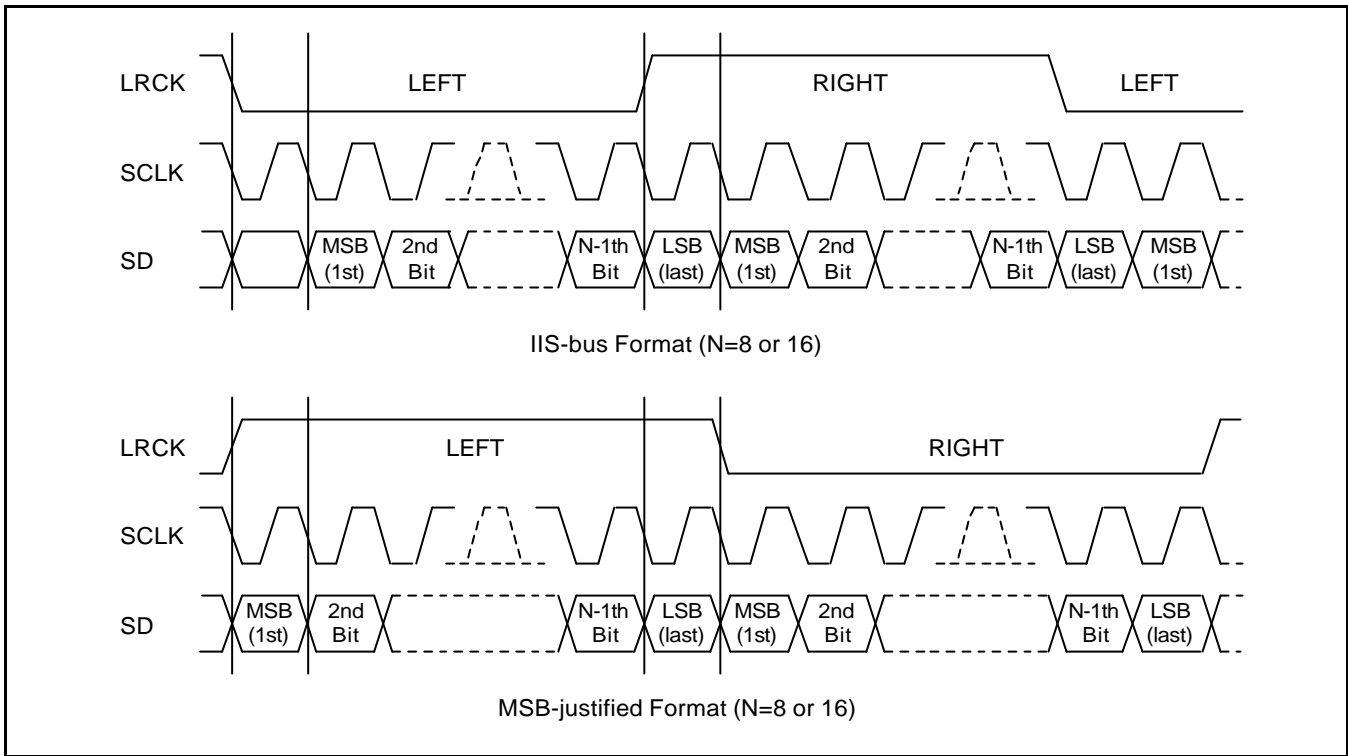 LRCK LEFT RIGHT LEFT
SCLK
SD MSB (1st) 2nd Bit N-1th Bit LSB (last) MSB (1st) 2nd Bit N-1th Bit LSB (last) MSB (1st)
IIS-bus Format (N=8 or 16)
LRCK LEFT RIGHT
SCLK
SD MSB (1st) 2nd Bit N-1th Bit LSB (last) MSB (1st) 2nd Bit N-1th Bit LSB (last)
MSB-justified Format (N=8 or 16)